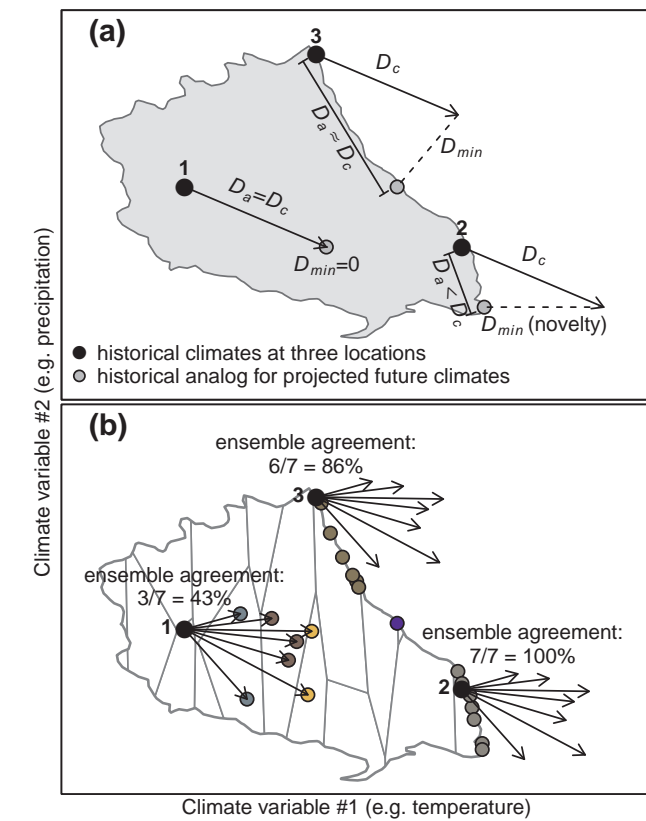 (a)
3
D_c
D_a ≈ D_c
D_min
1
D_a=D_c
2
D_min=0
D_c
D_a < D_c
D_min (novelty)
historical climates at three locations
historical analog for projected future climates
Climate variable #2 (e.g. precipitation)
(b)
ensemble agreement:
6/7 = 86%
3
ensemble agreement:
3/7 = 43%
1
ensemble agreement:
7/7 = 100%
2
Climate variable #1 (e.g. temperature)